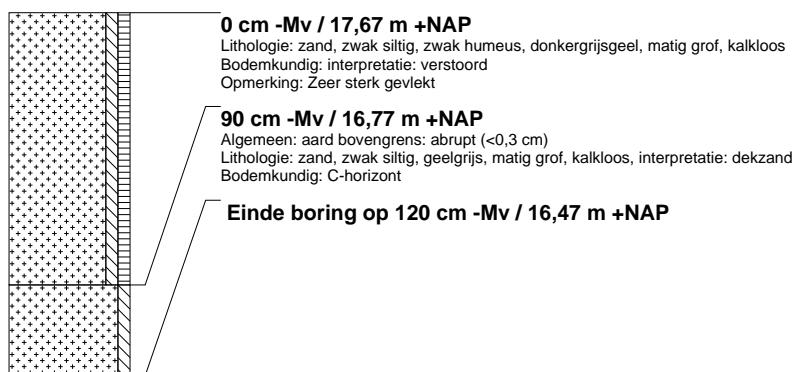 0 cm -Mv / 17,67 m +NAP
Lithologie: zand, zwak siltig, zwak humeus, donkergrijsgeel, matig grof, kalkloos
Bodemkundig: interpretatie: verstoord
Opmerking: Zeer sterk gevlekt
90 cm -Mv / 16,77 m +NAP
Algemeen: aard bovengrens: abrupt (<0,3 cm)
Lithologie: zand, zwak siltig, geelgrijs, matig grof, kalkloos, interpretatie: dekzand
Bodemkundig: C-horizont
Einde boring op 120 cm -Mv / 16,47 m +NAP